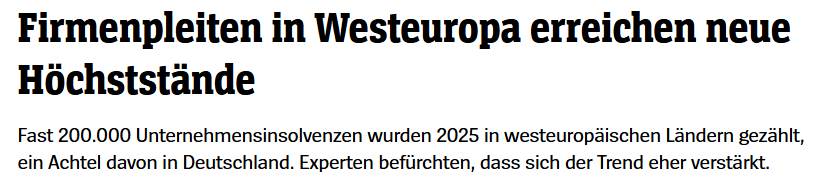 Firmenpleiten in Westeuropa erreichen neue
Höchststände
Fast 200.000 Unternehmensinsolvenzen wurden 2025 in westeuropäischen Ländern gezählt,
ein Achtel davon in Deutschland. Experten befürchten, dass sich der Trend eher verstärkt.